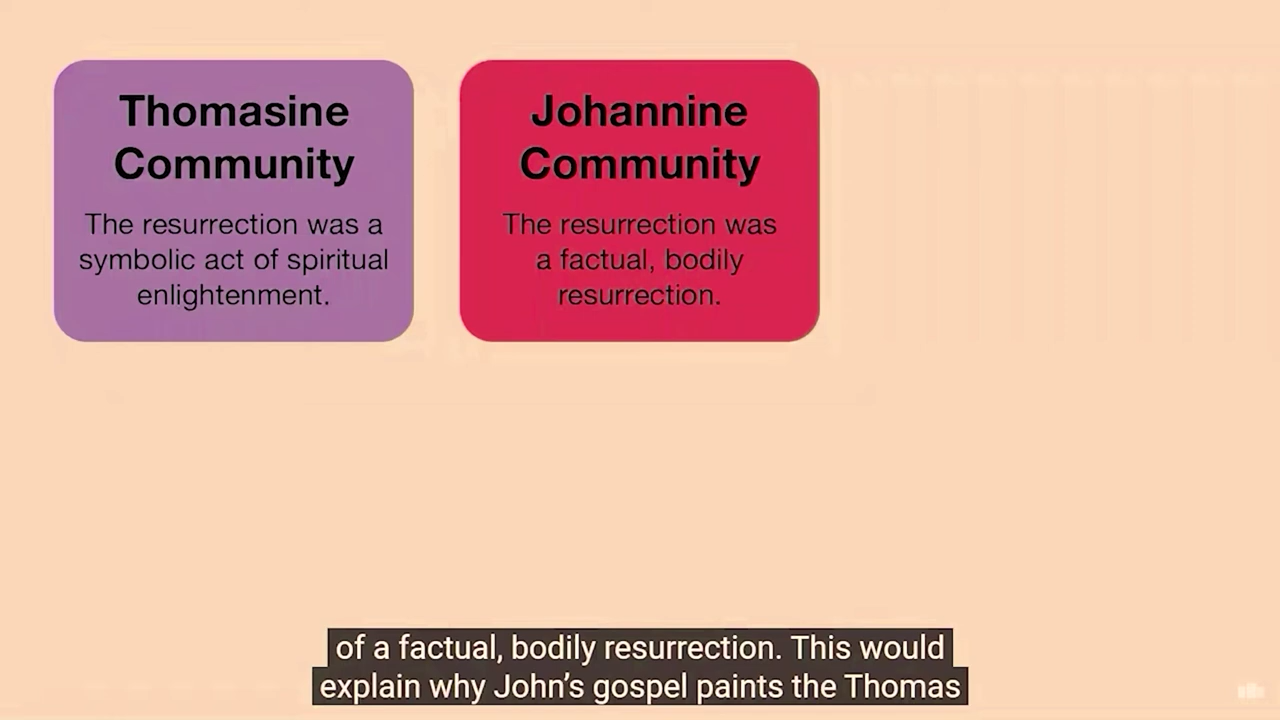 Thomasine
Community
The resurrection was a
symbolic act of spiritual
enlightenment.
Johannine
Community
The resurrection was
a factual, bodily
resurrection.
of a factual, bodily resurrection. This would
explain why John’s gospel paints the Thomas